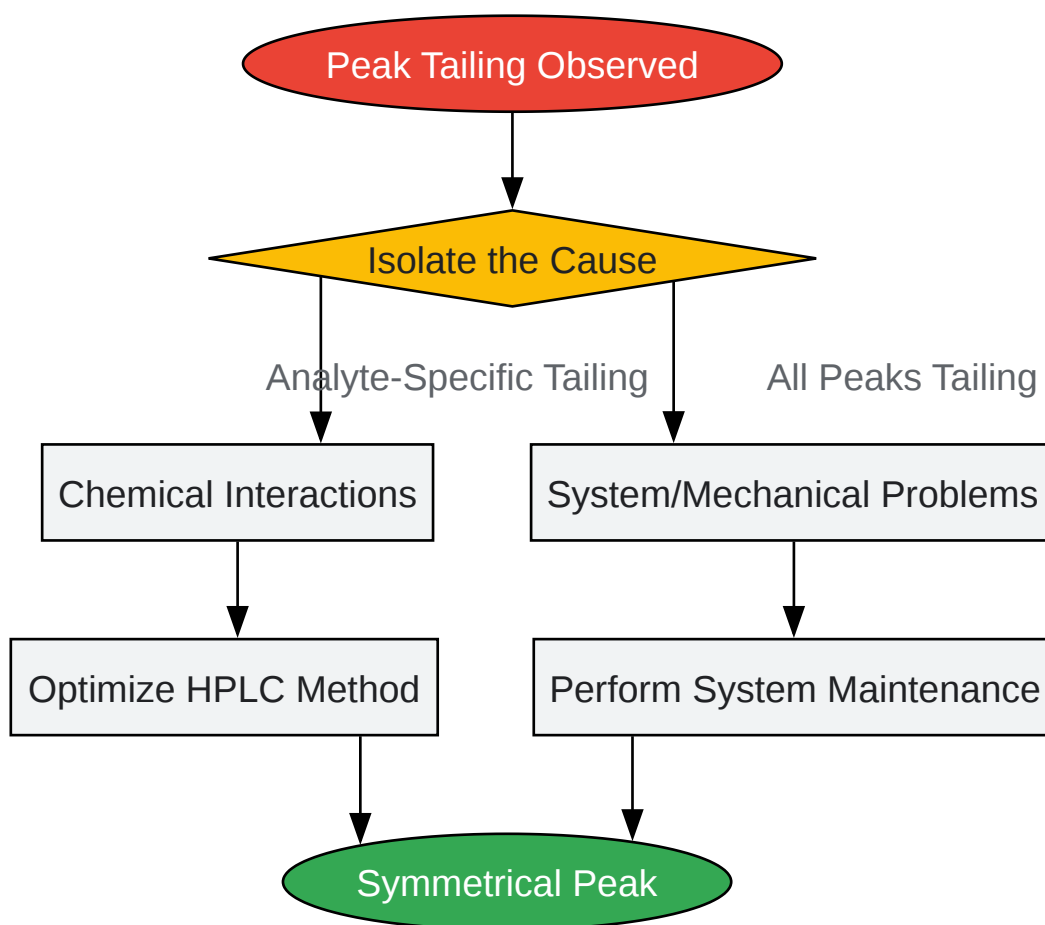 Peak Tailing Observed
Isolate the Cause
Analyte-Specific Tailing
All Peaks Tailing
Chemical Interactions
System/Mechanical Problems
Optimize HPLC Method
Perform System Maintenance
Symmetrical Peak